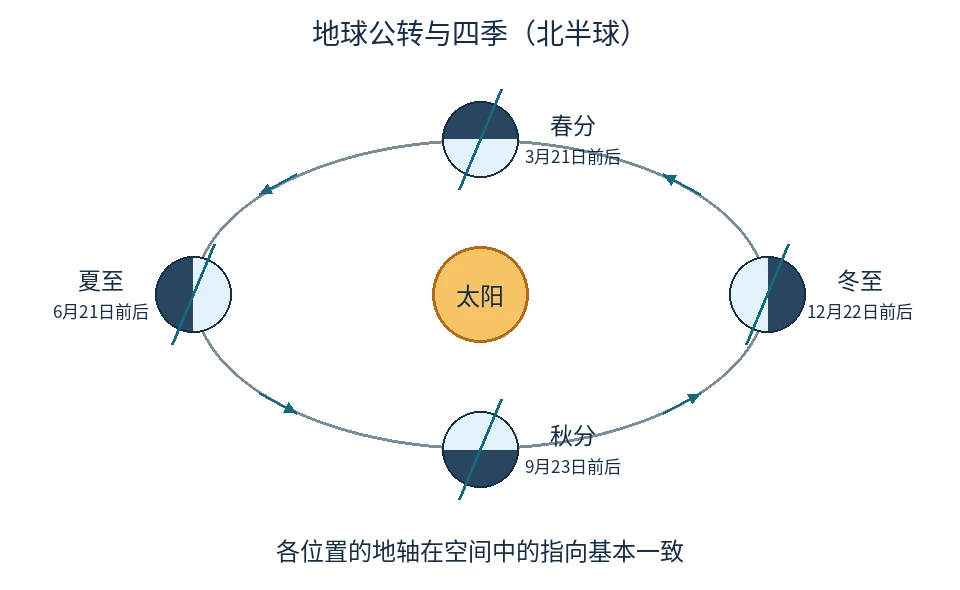 地球公转与四季（北半球）
春分
3月21日前后
夏至
6月21日前后
太阳
冬至
12月22日前后
秋分
9月23日前后
各位置的地轴在空间中的指向基本一致